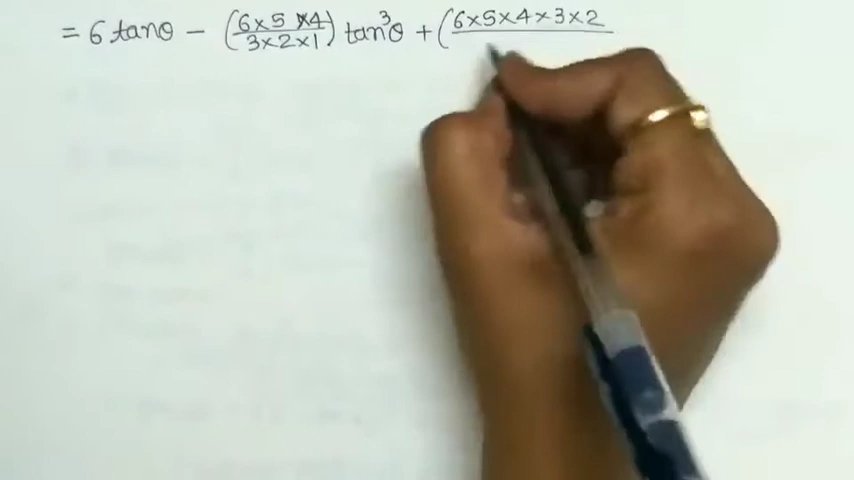 = 6 tanθ − (6×5×4/3×2×1) tan³θ + (6×5×4×3×2